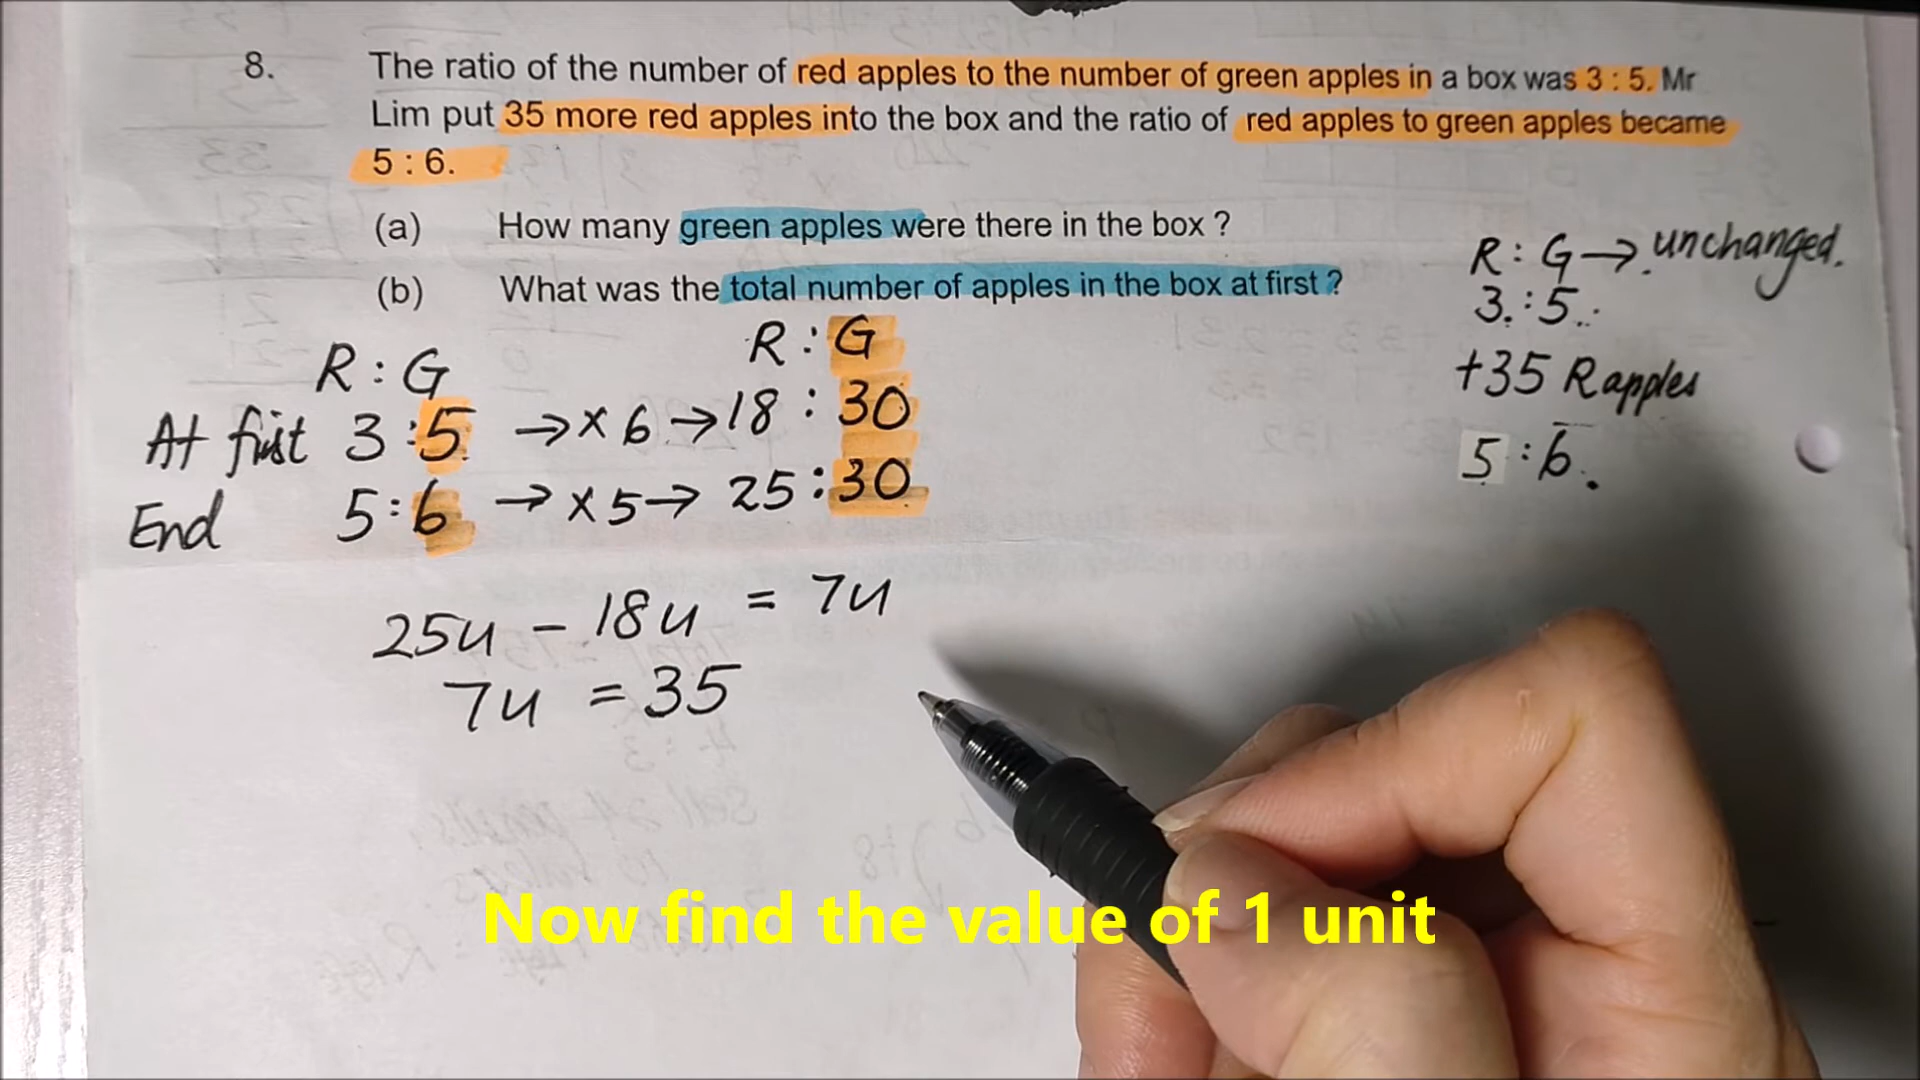 8. The ratio of the number of red apples to the number of green apples in a box was 3 : 5. Mr
Lim put 35 more red apples into the box and the ratio of red apples to green apples became
5 : 6.
(a) How many green apples were there in the box ?
(b) What was the total number of apples in the box at first ?
R : G → unchanged.
3 : 5
+35 R apples
5 : 6.
R : G
R : G
At first 3 : 5 → × 6 → 18 : 30
End 5 : 6 → × 5 → 25 : 30
25u - 18u = 7u
7u = 35
Now find the value of 1 unit